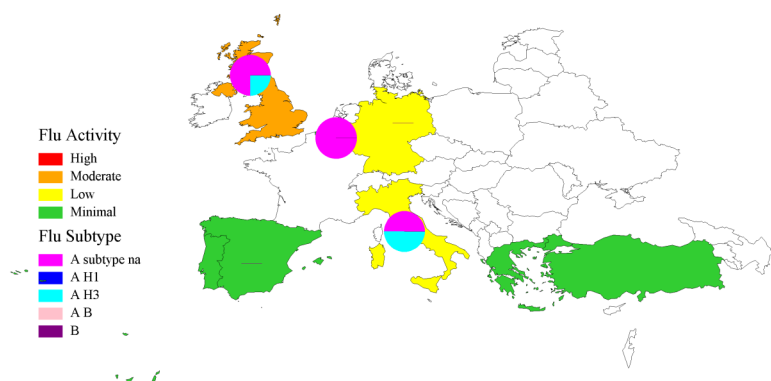 Flu Activity
High
Moderate
Low
Minimal
Flu Subtype
A subtype na
A H1
A H3
A B
B